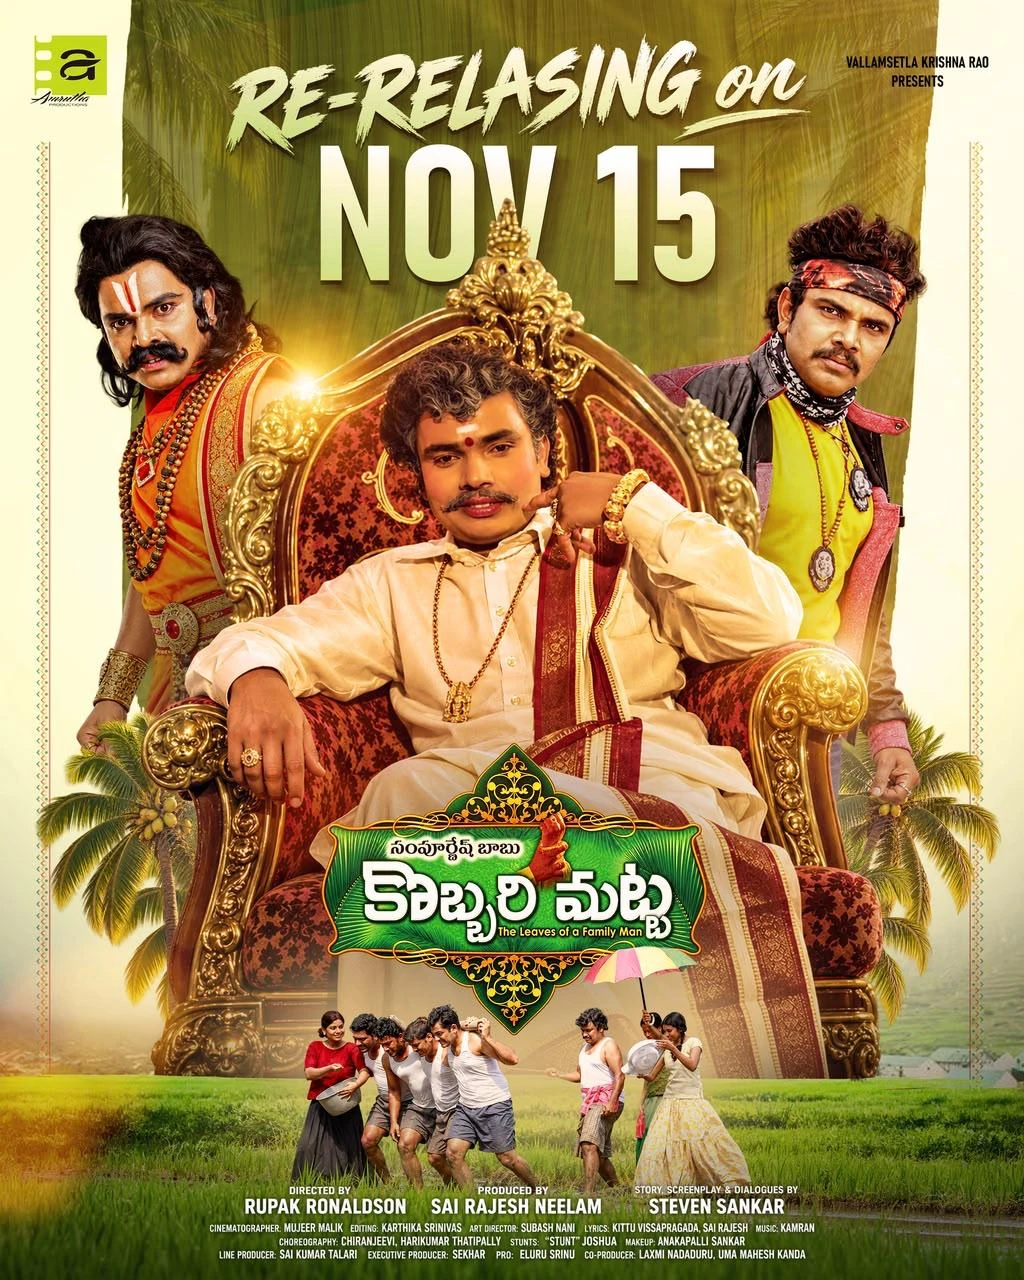 a
Anurutha
PRODUCTIONS
VALLAMSETLA KRISHNA RAO
PRESENTS
RE-RELASING on
NOV 15
సంపూర్ణేష్ బాబు
కొబ్బరి మట్ట
The Leaves of a Family Man
DIRECTED BY
RUPAK RONALDSON
PRODUCED BY
SAI RAJESH NEELAM
STORY, SCREENPLAY & DIALOGUES BY
STEVEN SANKAR
CINEMATOGRAPHER: MUJEER MALIK EDITING: KARTHIKA SRINIVAS ART DIRECTOR: SUBASH NANI LYRICS: KITTU VISSAPRAGADA, SAI RAJESH MUSIC: KAMRAN
CHOREOGRAPHY: CHIRANJEEVI, HARIKUMAR THATIPALLY STUNTS: "STUNT" JOSHUA MAKEUP: ANAKAPALLI SANKAR
LINE PRODUCER: SAI KUMAR TALARI EXECUTIVE PRODUCER: SEKHAR PRO: ELURU SRINU CO-PRODUCER: LAXMI NADADURU, UMA MAHESH KANDA